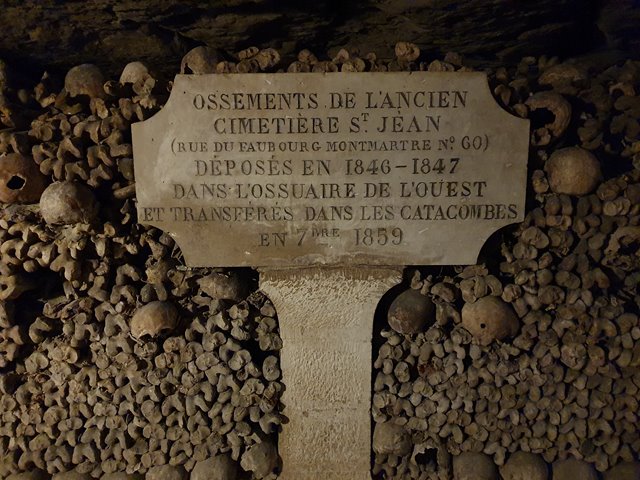 OSSEMENTS DE L'ANCIEN
CIMETIÈRE ST. JEAN
(RUE DU FAUBOURG MONTMARTRE No. 60)
DÉPOSÉS EN 1846-1847
DANS L'OSSUAIRE DE L'OUEST
ET TRANSFÉRÉS DANS LES CATACOMBES
EN 7BRE 1859